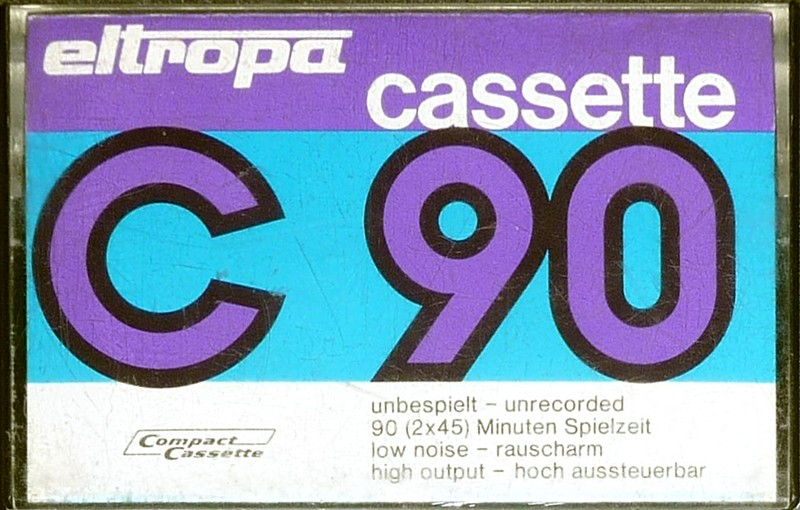 eltropa
cassette
C 90
unbespielt – unrecorded
90 (2x45) Minuten Spielzeit
low noise – rauscharm
high output – hoch aussteuerbar
Compact
Cassette